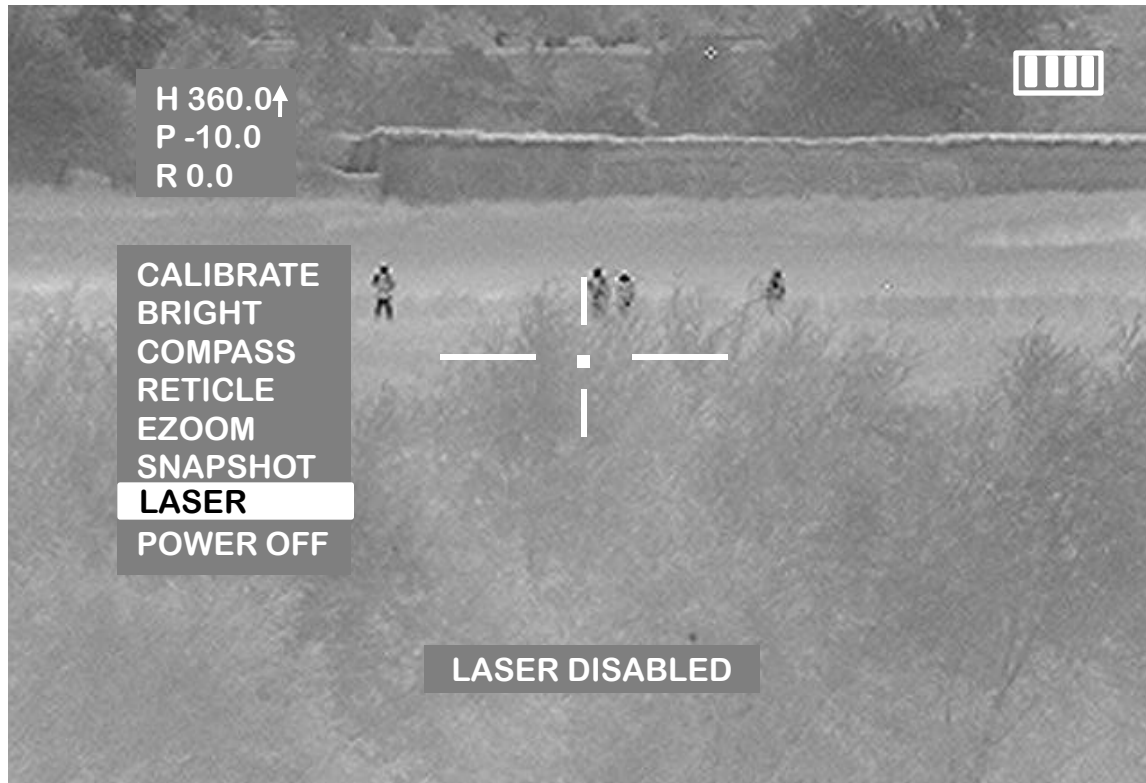 H 360.0↑
P -10.0
R 0.0
CALIBRATE
BRIGHT
COMPASS
RETICLE
EZOOM
SNAPSHOT
LASER
POWER OFF
LASER DISABLED